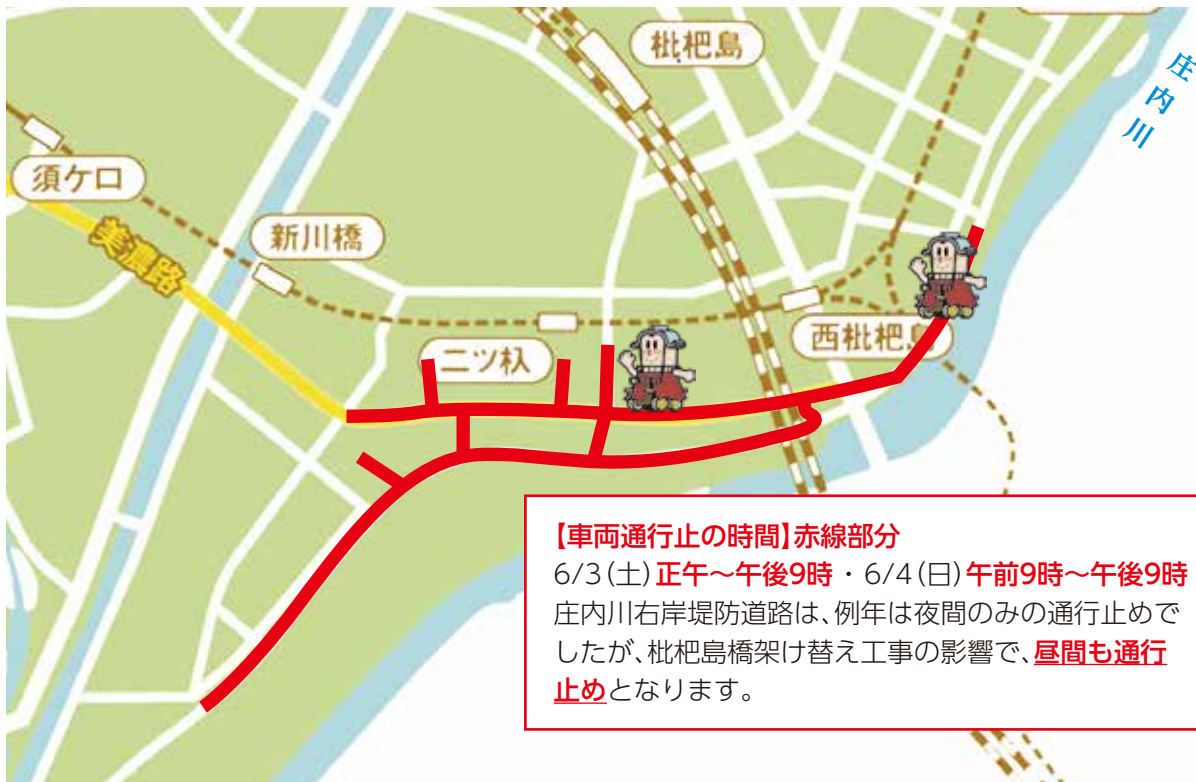 枇杷島
庄内川
須ケ口
新川橋
美濃路
二ツ杁
西枇杷島
【車両通行止の時間】赤線部分
6/3(土)正午～午後9時・6/4(日)午前9時～午後9時
庄内川右岸堤防道路は、例年は夜間のみの通行止めで
したが、枇杷島橋架け替え工事の影響で、昼間も通行
止めとなります。